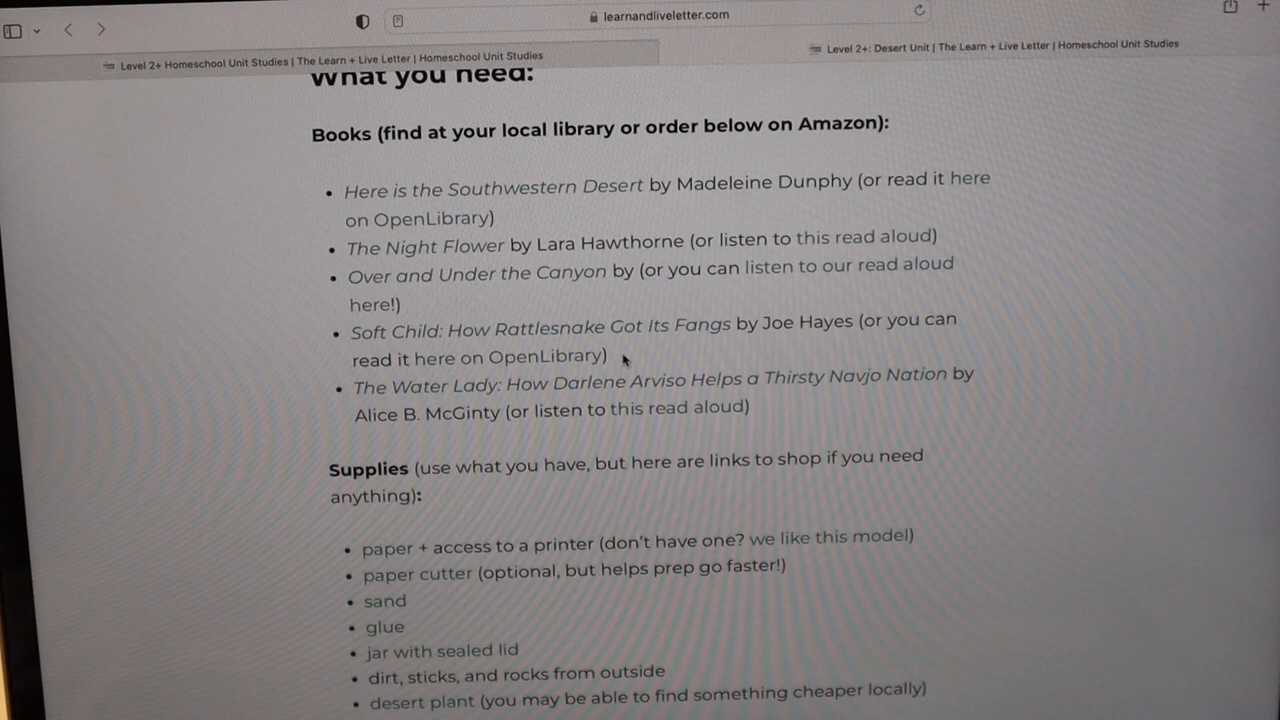 learnandliveletter.com
Level 2+ Homeschool Unit Studies | The Learn + Live Letter | Homeschool Unit Studies
Level 2+: Desert Unit | The Learn + Live Letter | Homeschool Unit Studies
What you need:
Books (find at your local library or order below on Amazon):
• Here is the Southwestern Desert by Madeleine Dunphy (or read it here
on OpenLibrary)
• The Night Flower by Lara Hawthorne (or listen to this read aloud)
• Over and Under the Canyon by (or you can listen to our read aloud
here!)
• Soft Child: How Rattlesnake Got Its Fangs by Joe Hayes (or you can
read it here on OpenLibrary)
• The Water Lady: How Darlene Arviso Helps a Thirsty Navjo Nation by
Alice B. McGinty (or listen to this read aloud)
Supplies (use what you have, but here are links to shop if you need
anything):
• paper + access to a printer (don't have one? we like this model)
• paper cutter (optional, but helps prep go faster!)
• sand
• glue
• jar with sealed lid
• dirt, sticks, and rocks from outside
• desert plant (you may be able to find something cheaper locally)